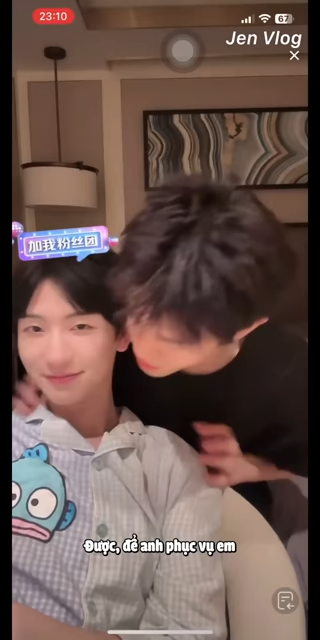 23:10
67
Jen Vlog
加我粉丝团
Được, để anh phục vụ em